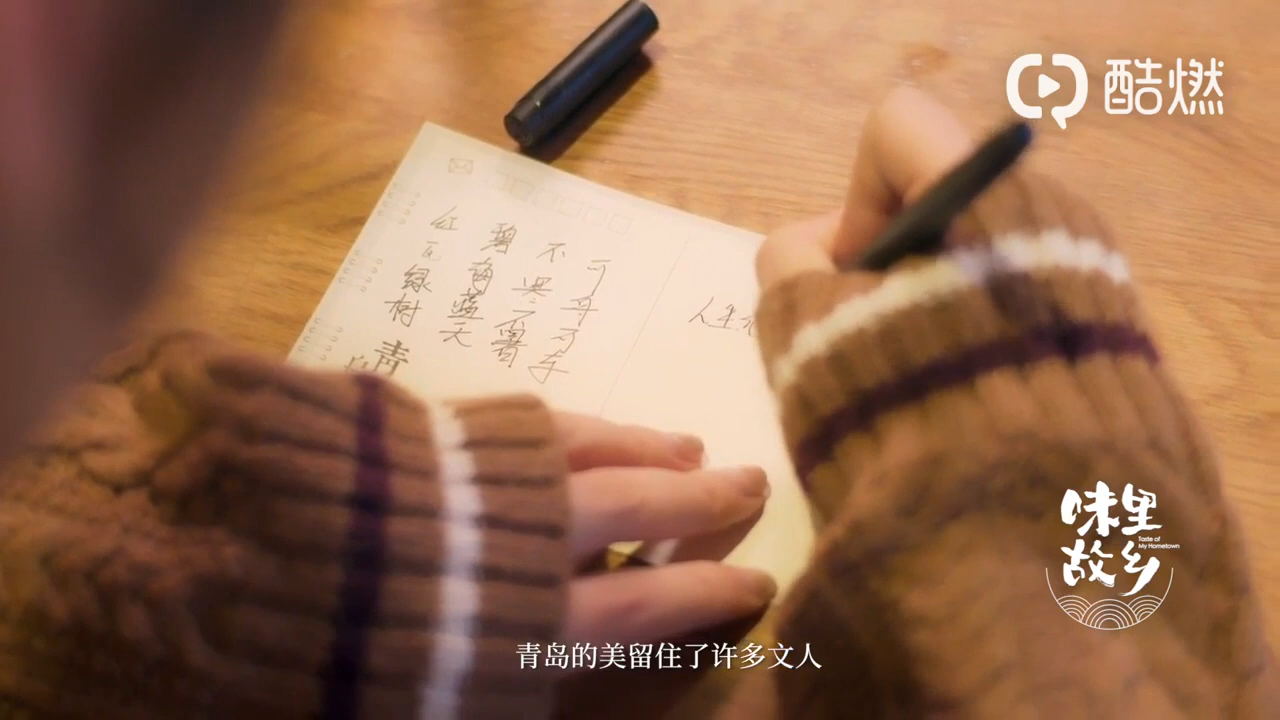 酷燃
红瓦绿树
碧海蓝天
不寒不暑
可舟可车
青
人生
味里
故乡
Taste of
My Hometown
青岛的美留住了许多文人